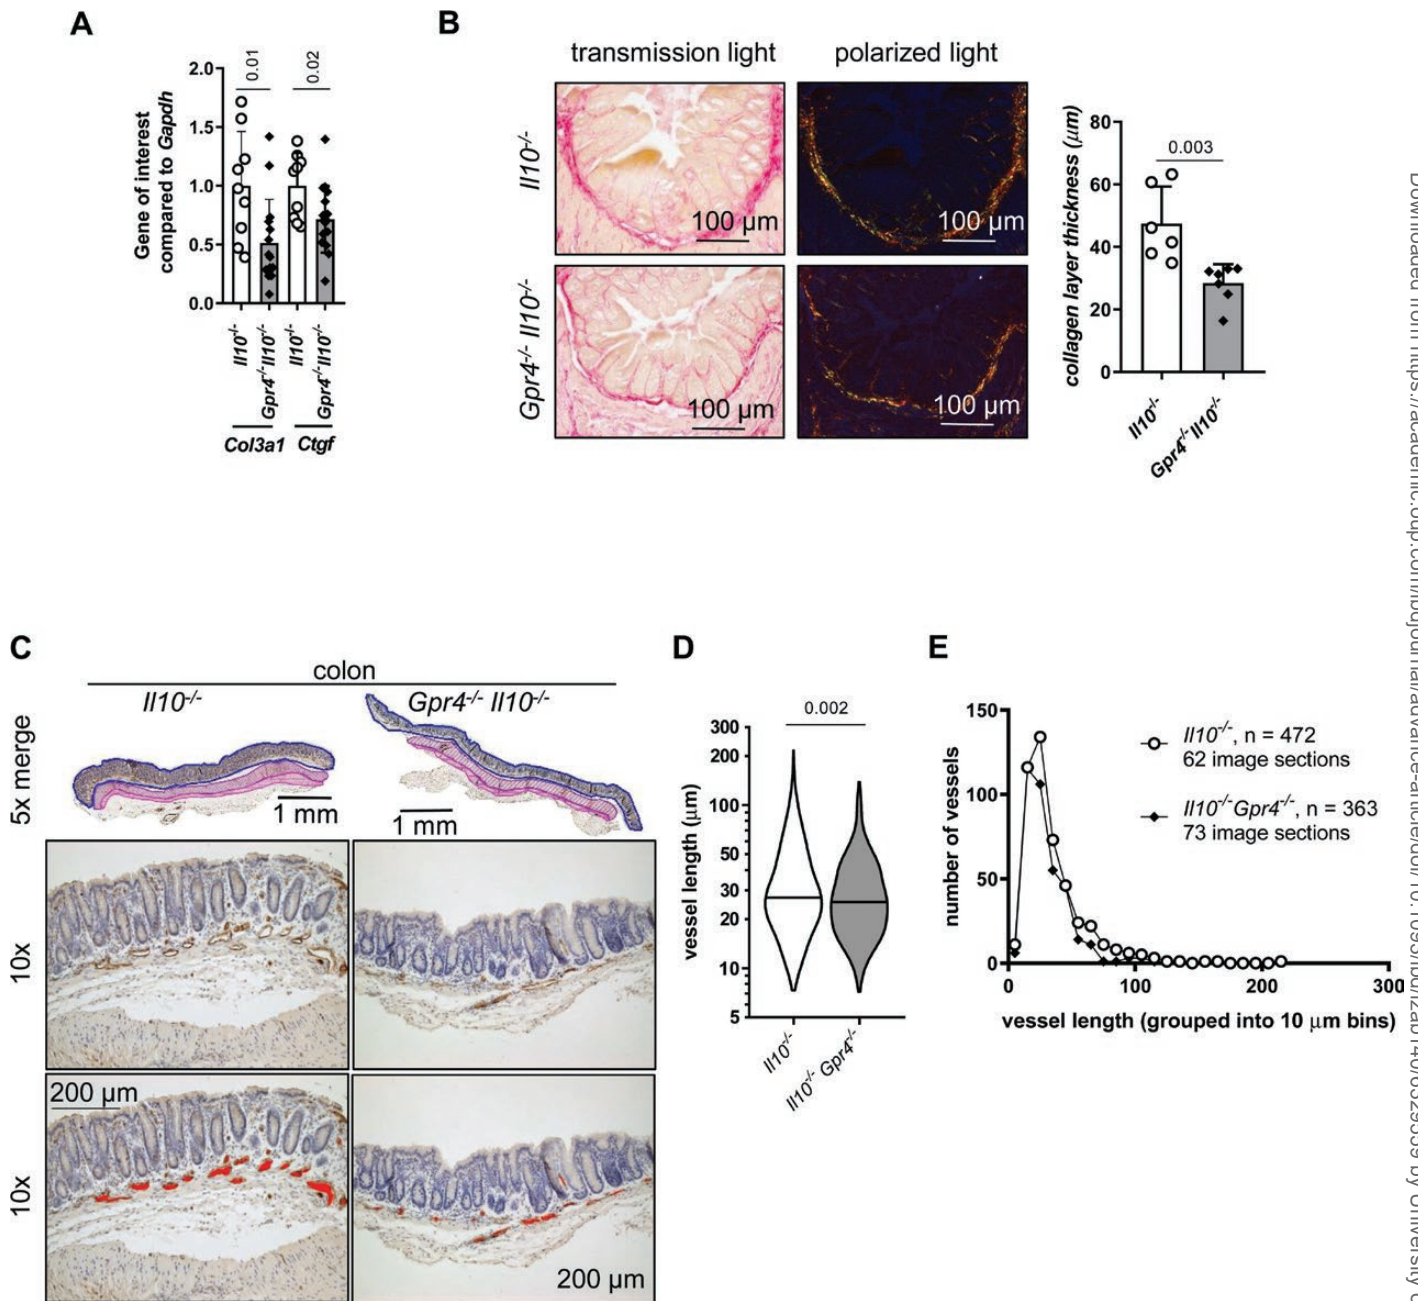 A
0.01
0.02
2.0
1.5
1.0
0.5
0.0
Gene of interest
compared to Gapdh
Il10-/-
Gpr4-/-Il10-/-
Il10-/-
Gpr4-/-Il10-/-
Col3a1
Ctgf
B
transmission light
polarized light
Il10-/-
100 µm
100 µm
Gpr4-/- Il10-/-
100 µm
100 µm
collagen layer thickness (µm)
80
60
40
20
0
0.003
Il10-/-
Gpr4-/-Il10-/-
C
colon
Il10-/-
Gpr4-/- Il10-/-
5x merge
1 mm
1 mm
10x
10x
200 µm
200 µm
D
0.002
vessel length (µm)
300
200
100
50
30
20
10
5
Il10-/-
Il10-/- Gpr4-/-
E
number of vessels
150
100
50
0
0
100
200
300
vessel length (grouped into 10 µm bins)
Il10-/-, n = 472
62 image sections
Il10-/-Gpr4-/-, n = 363
73 image sections